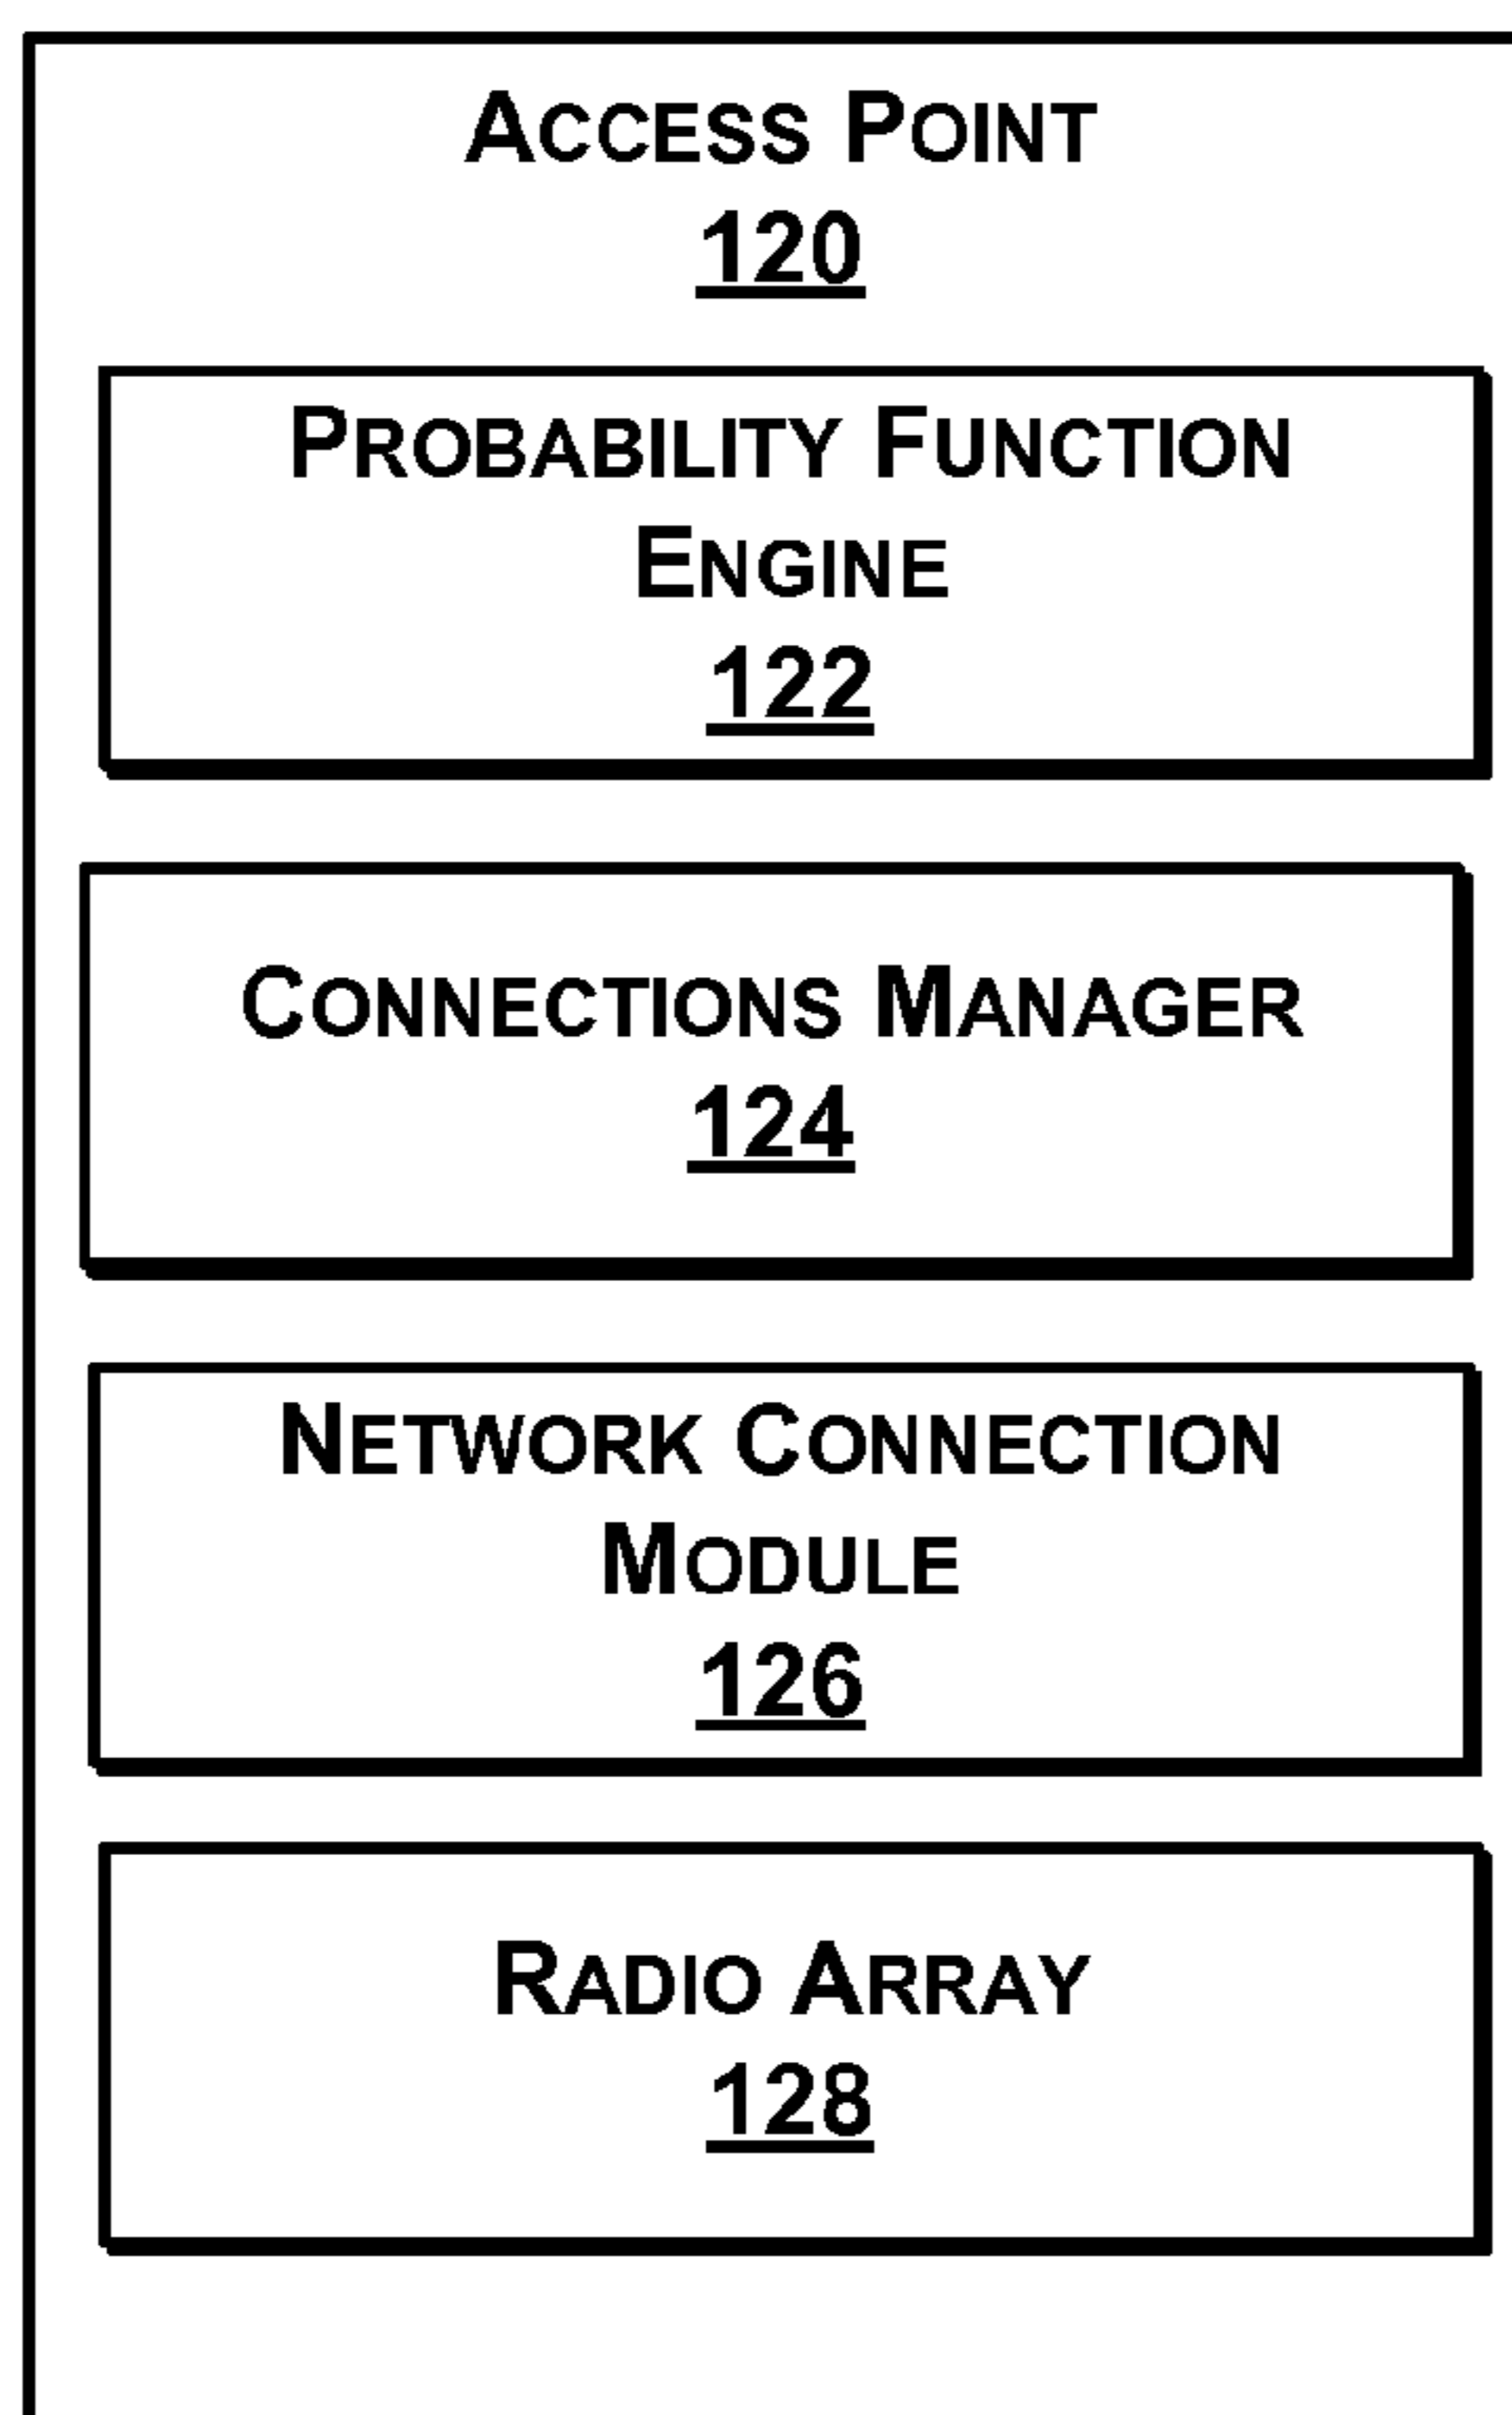 ACCESS POINT
120
PROBABILITY FUNCTION
ENGINE
122
CONNECTIONS MANAGER
124
NETWORK CONNECTION
MODULE
126
RADIO ARRAY
128